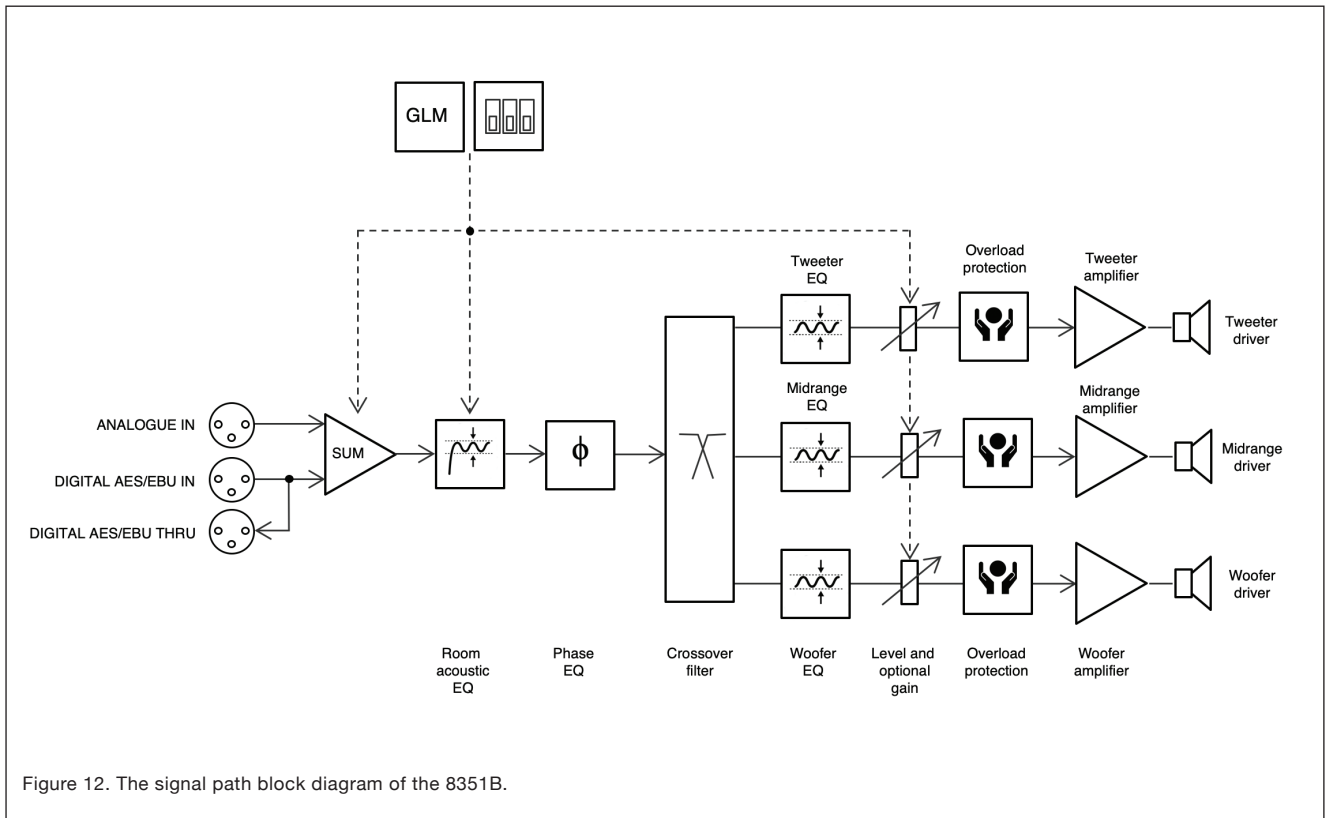 GLM
Overload
protection
Tweeter
amplifier
Tweeter
EQ
Tweeter
driver
Midrange
EQ
Midrange
amplifier
Midrange
driver
ANALOGUE IN
SUM
ϕ
DIGITAL AES/EBU IN
DIGITAL AES/EBU THRU
Woofer
driver
Room
acoustic
EQ
Phase
EQ
Crossover
filter
Woofer
EQ
Level and
optional
gain
Overload
protection
Woofer
amplifier
Figure 12. The signal path block diagram of the 8351B.